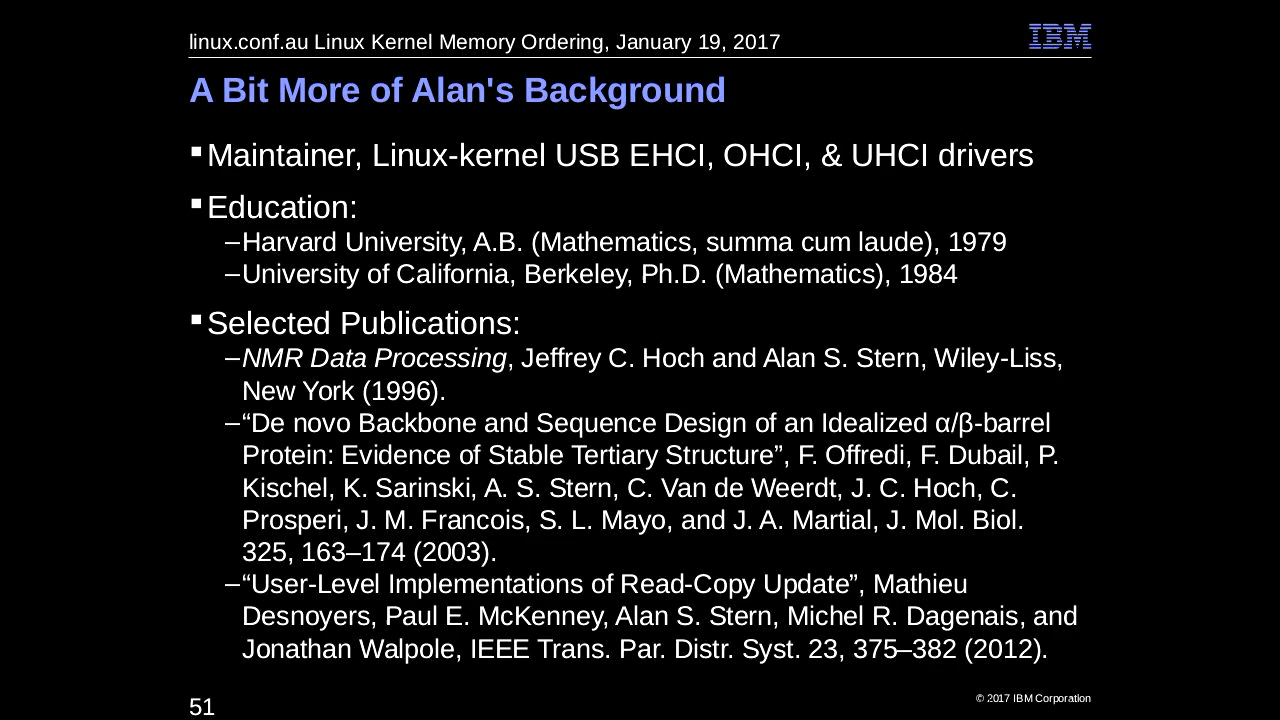 linux.conf.au Linux Kernel Memory Ordering, January 19, 2017
IBM
A Bit More of Alan's Background
▪Maintainer, Linux-kernel USB EHCI, OHCI, & UHCI drivers
▪Education:
–Harvard University, A.B. (Mathematics, summa cum laude), 1979
–University of California, Berkeley, Ph.D. (Mathematics), 1984
▪Selected Publications:
–NMR Data Processing, Jeffrey C. Hoch and Alan S. Stern, Wiley-Liss,
New York (1996).
–“De novo Backbone and Sequence Design of an Idealized α/β-barrel
Protein: Evidence of Stable Tertiary Structure”, F. Offredi, F. Dubail, P.
Kischel, K. Sarinski, A. S. Stern, C. Van de Weerdt, J. C. Hoch, C.
Prosperi, J. M. Francois, S. L. Mayo, and J. A. Martial, J. Mol. Biol.
325, 163–174 (2003).
–“User-Level Implementations of Read-Copy Update”, Mathieu
Desnoyers, Paul E. McKenney, Alan S. Stern, Michel R. Dagenais, and
Jonathan Walpole, IEEE Trans. Par. Distr. Syst. 23, 375–382 (2012).
51
© 2017 IBM Corporation